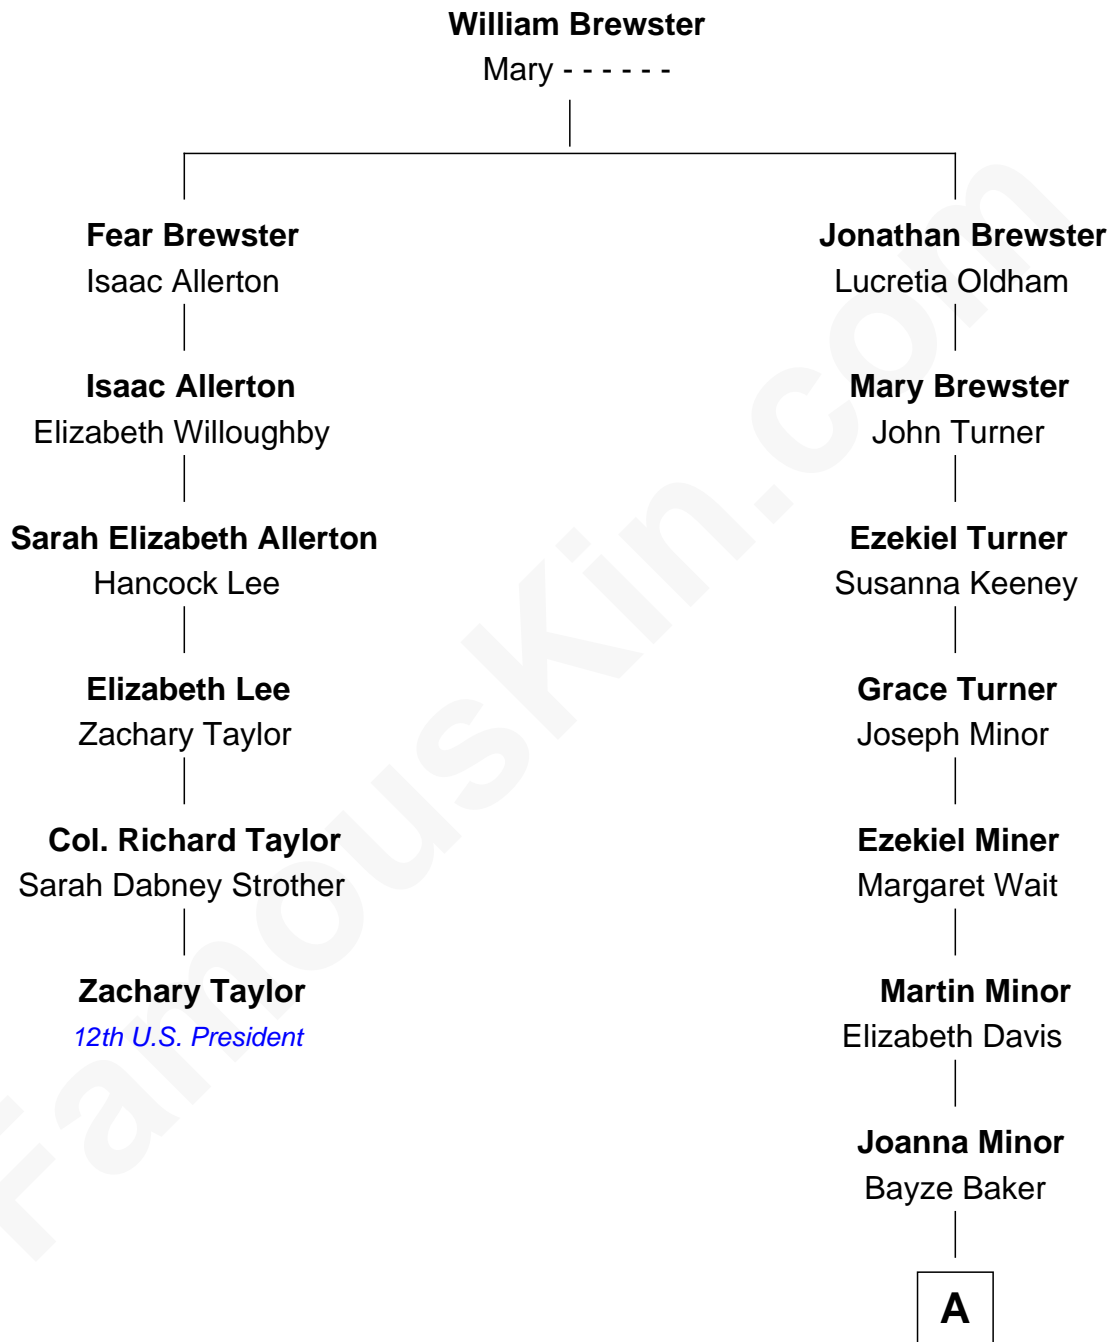 William Brewster
Mary - - - - - -
Fear Brewster
Isaac Allerton
Isaac Allerton
Elizabeth Willoughby
Sarah Elizabeth Allerton
Hancock Lee
Elizabeth Lee
Zachary Taylor
Col. Richard Taylor
Sarah Dabney Strother
Zachary Taylor
12th U.S. President
Jonathan Brewster
Lucretia Oldham
Mary Brewster
John Turner
Ezekiel Turner
Susanna Keeney
Grace Turner
Joseph Minor
Ezekiel Miner
Margaret Wait
Martin Minor
Elizabeth Davis
Joanna Minor
Bayze Baker
A
FamousKin.com